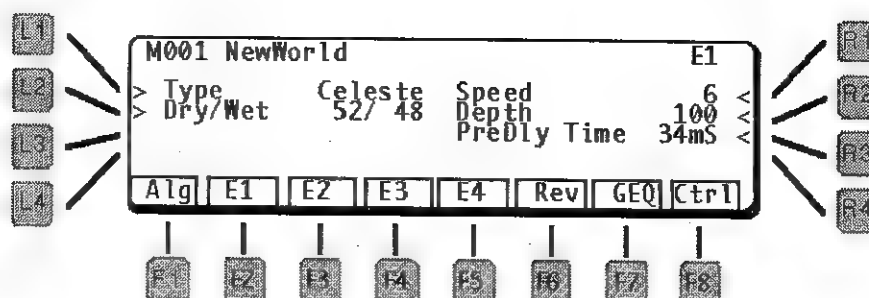 L1
R1
M001 NewWorld E1
L2
> Type Celeste Speed 6 <
R2
> Dry/Wet 52/ 48 Depth 100 <
L3
PreDly Time 34mS <
R3
L4
R4
Alg E1 E2 E3 E4 Rev GEQ Ctrl
F1 F2 F3 F4 F5 F6 F7 F8